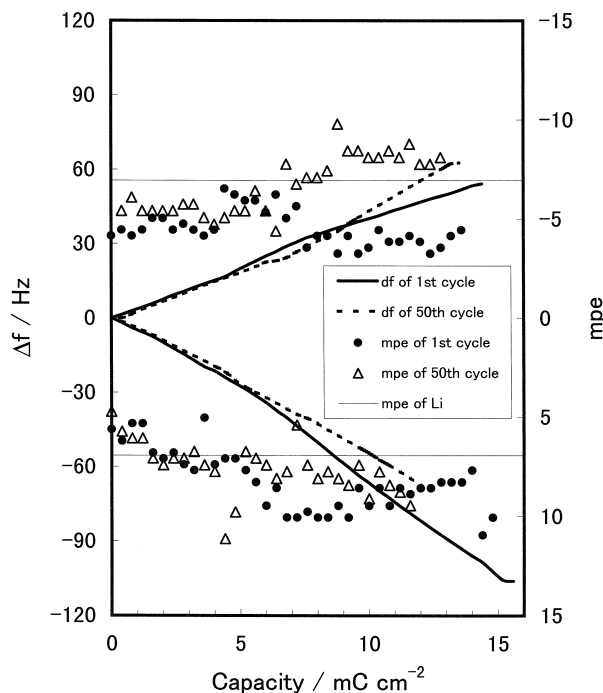 120
90
60
30
0
-30
-60
-90
-120
Δf / Hz
-15
-10
-5
0
5
10
15
mpe
df of 1st cycle
df of 50th cycle
mpe of 1st cycle
mpe of 50th cycle
mpe of Li
0
5
10
15
Capacity / mC cm⁻²